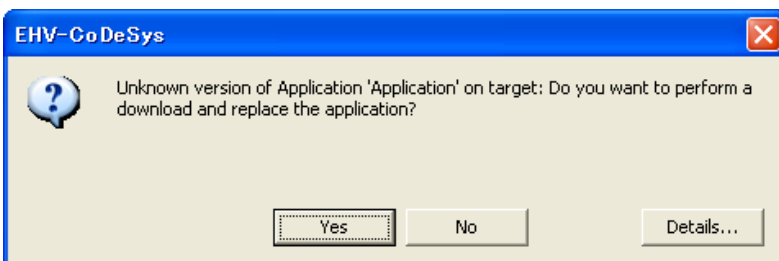 EHV-CoDeSys
Unknown version of Application 'Application' on target: Do you want to perform a
download and replace the application?
Yes No Details...